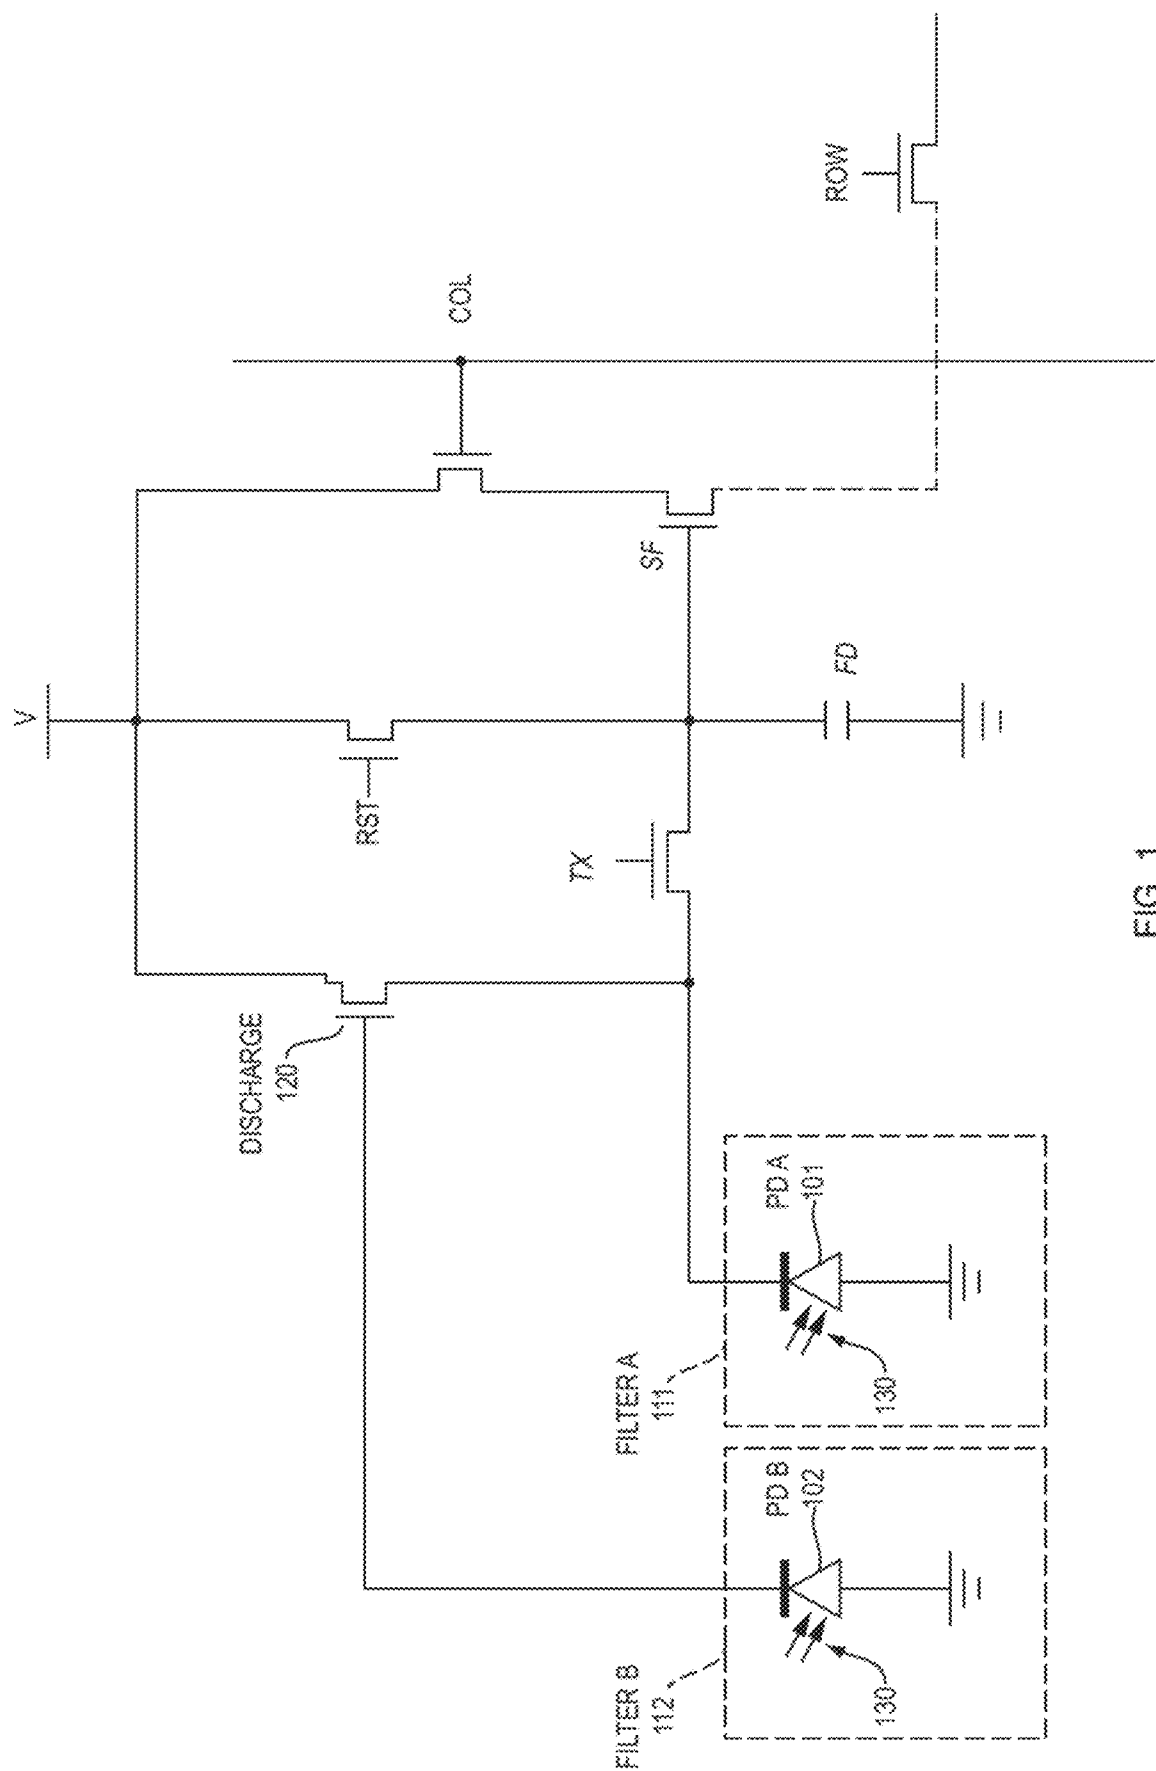 V
COL
ROW
SF
RST
FD
TX
DISCHARGE
120
PD A
101
FILTER A
111
130
PD B
102
FILTER B
112
130
FIG. 1